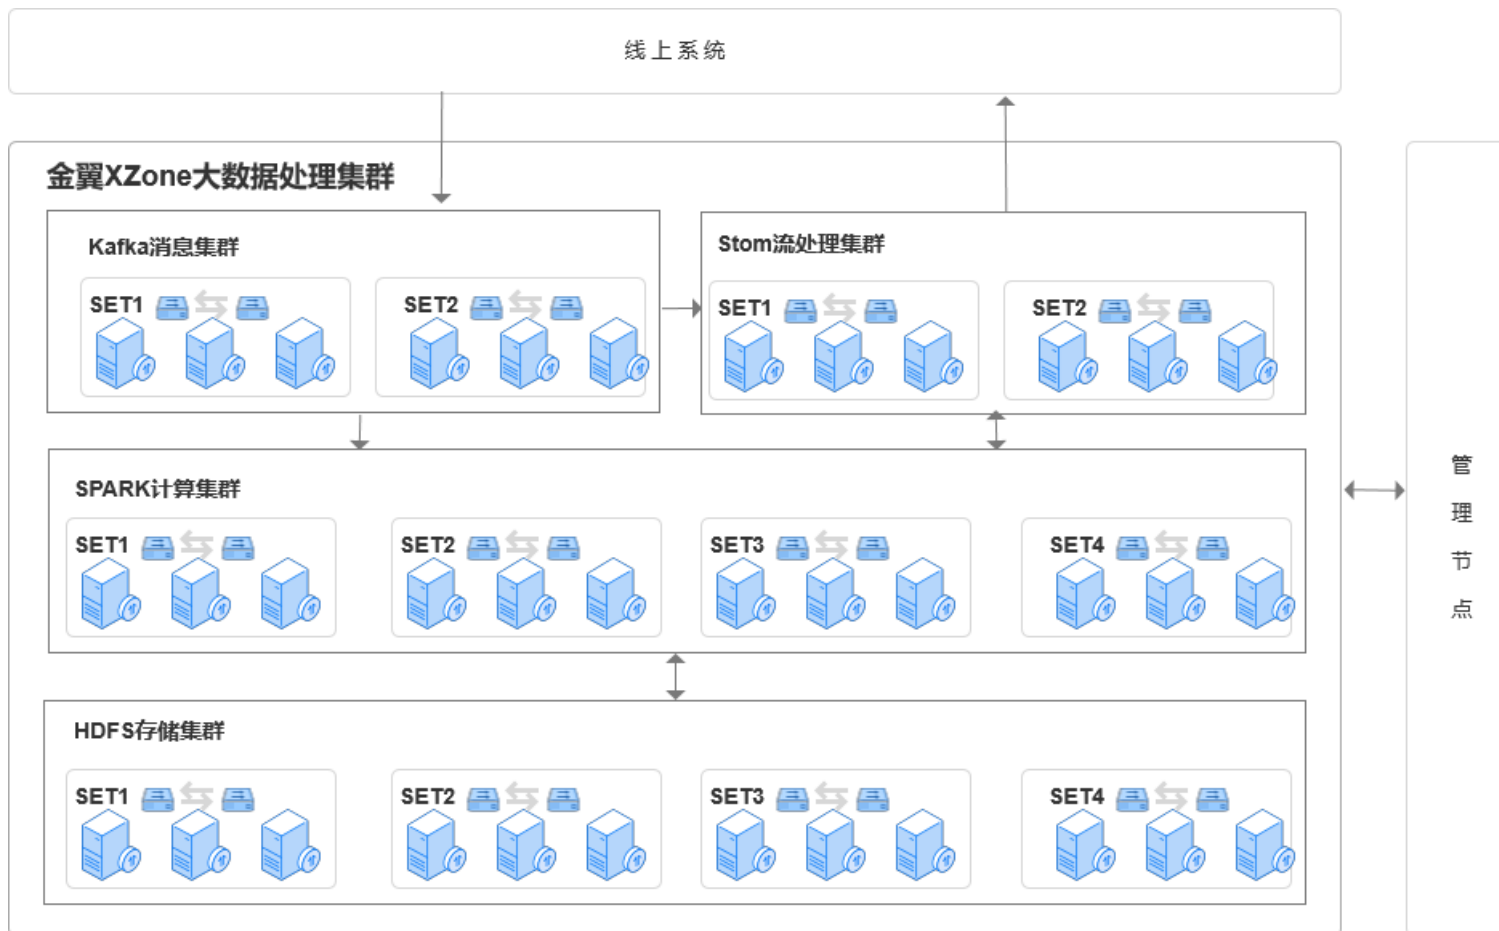 线上系统
金翼XZone大数据处理集群
Kafka消息集群
SET1
SET2
Stom流处理集群
SET1
SET2
SPARK计算集群
SET1
SET2
SET3
SET4
HDFS存储集群
SET1
SET2
SET3
SET4
管
理
节
点